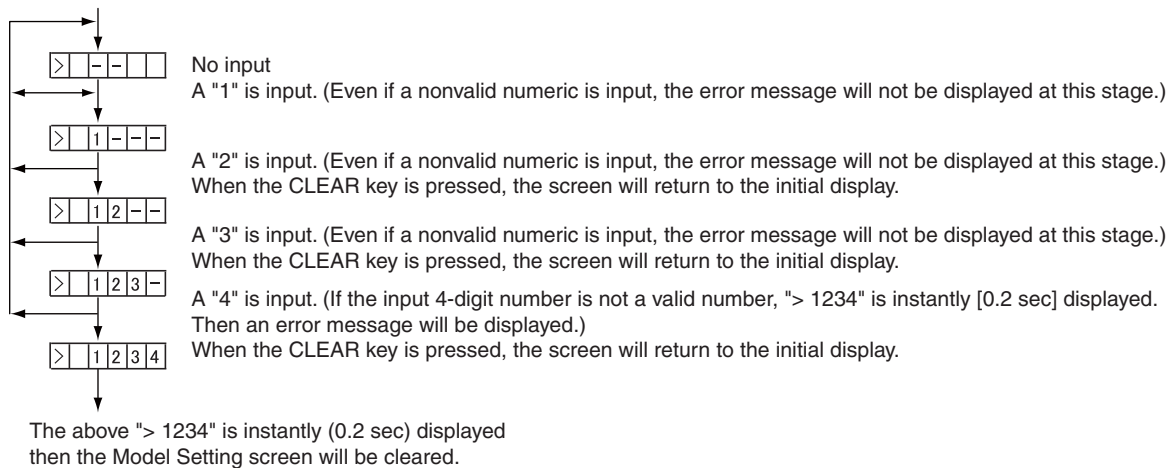 > - -
No input
A "1" is input. (Even if a nonvalid numeric is input, the error message will not be displayed at this stage.)
> 1 - - -
A "2" is input. (Even if a nonvalid numeric is input, the error message will not be displayed at this stage.)
When the CLEAR key is pressed, the screen will return to the initial display.
> 1 2 - -
A "3" is input. (Even if a nonvalid numeric is input, the error message will not be displayed at this stage.)
When the CLEAR key is pressed, the screen will return to the initial display.
> 1 2 3 -
A "4" is input. (If the input 4-digit number is not a valid number, "> 1234" is instantly [0.2 sec] displayed.
Then an error message will be displayed.)
When the CLEAR key is pressed, the screen will return to the initial display.
> 1 2 3 4
The above "> 1234" is instantly (0.2 sec) displayed
then the Model Setting screen will be cleared.